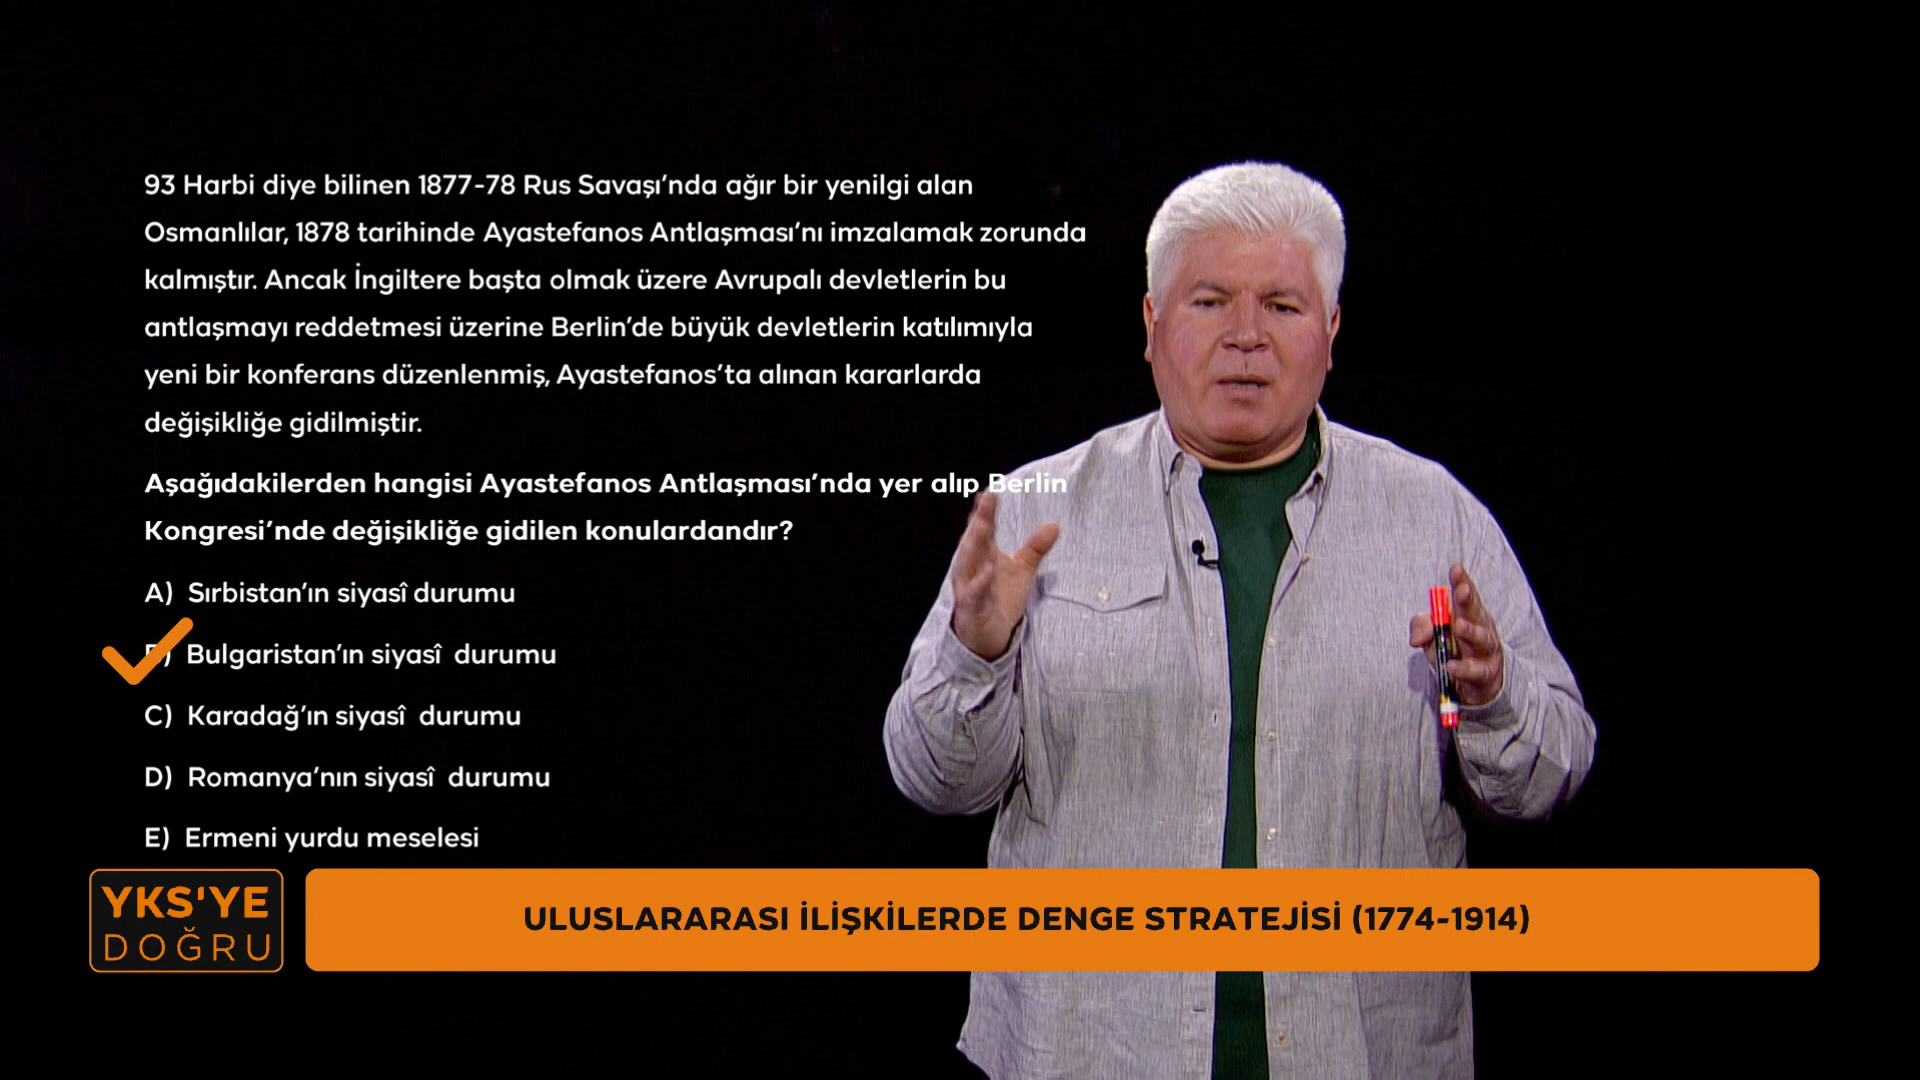 93 Harbi diye bilinen 1877-78 Rus Savaşı’nda ağır bir yenilgi alan
Osmanlılar, 1878 tarihinde Ayastefanos Antlaşması’nı imzalamak zorunda
kalmıştır. Ancak İngiltere başta olmak üzere Avrupalı devletlerin bu
antlaşmayı reddetmesi üzerine Berlin’de büyük devletlerin katılımıyla
yeni bir konferans düzenlenmiş, Ayastefanos’ta alınan kararlarda
değişikliğe gidilmiştir.
Aşağıdakilerden hangisi Ayastefanos Antlaşması’nda yer alıp Berlin
Kongresi’nde değişikliğe gidilen konulardandır?
A) Sırbistan’ın siyasî durumu
B) Bulgaristan’ın siyasî durumu
C) Karadağ’ın siyasî durumu
D) Romanya’nın siyasî durumu
E) Ermeni yurdu meselesi
YKS'YE
DOĞRU
ULUSLARARASI İLİŞKİLERDE DENGE STRATEJİSİ (1774-1914)